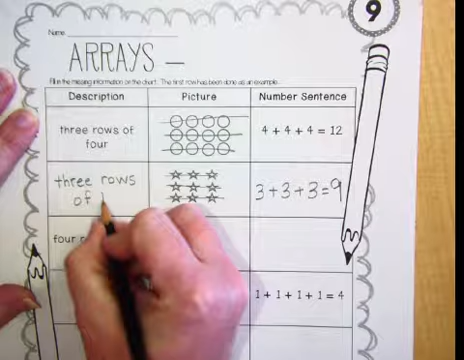 9
Name
ARRAYS –
Fill in the missing information on the chart. The first row has been done as an example.
Description Picture Number Sentence
three rows of
four
4 + 4 + 4 = 12
three rows
of
3+3+3=9
four
1 + 1 + 1 + 1 = 4